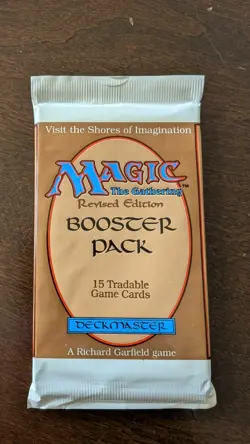 Visit the Shores of Imagination
MAGIC
The Gathering
Revised Edition
BOOSTER
PACK
15 Tradable
Game Cards
DECKMASTER
A Richard Garfield game